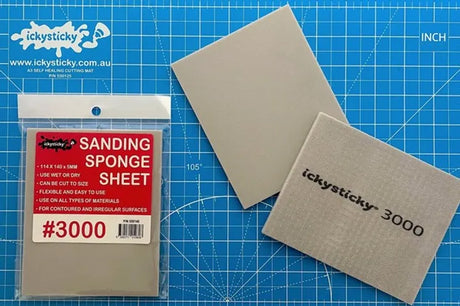 ickysticky
www.ickysticky.com.au
A3 SELF HEALING CUTTING MAT
P/N 530125
INCH
105°
ickysticky
SANDING
SPONGE
SHEET
• 114 X 140 x 5MM
• USE WET OR DRY
• CAN BE CUT TO SIZE
• FLEXIBLE AND EASY TO USE
• USE ON ALL TYPES OF MATERIALS
• FOR CONTOURED AND IRREGULAR SURFACES
#3000
ickysticky 3000